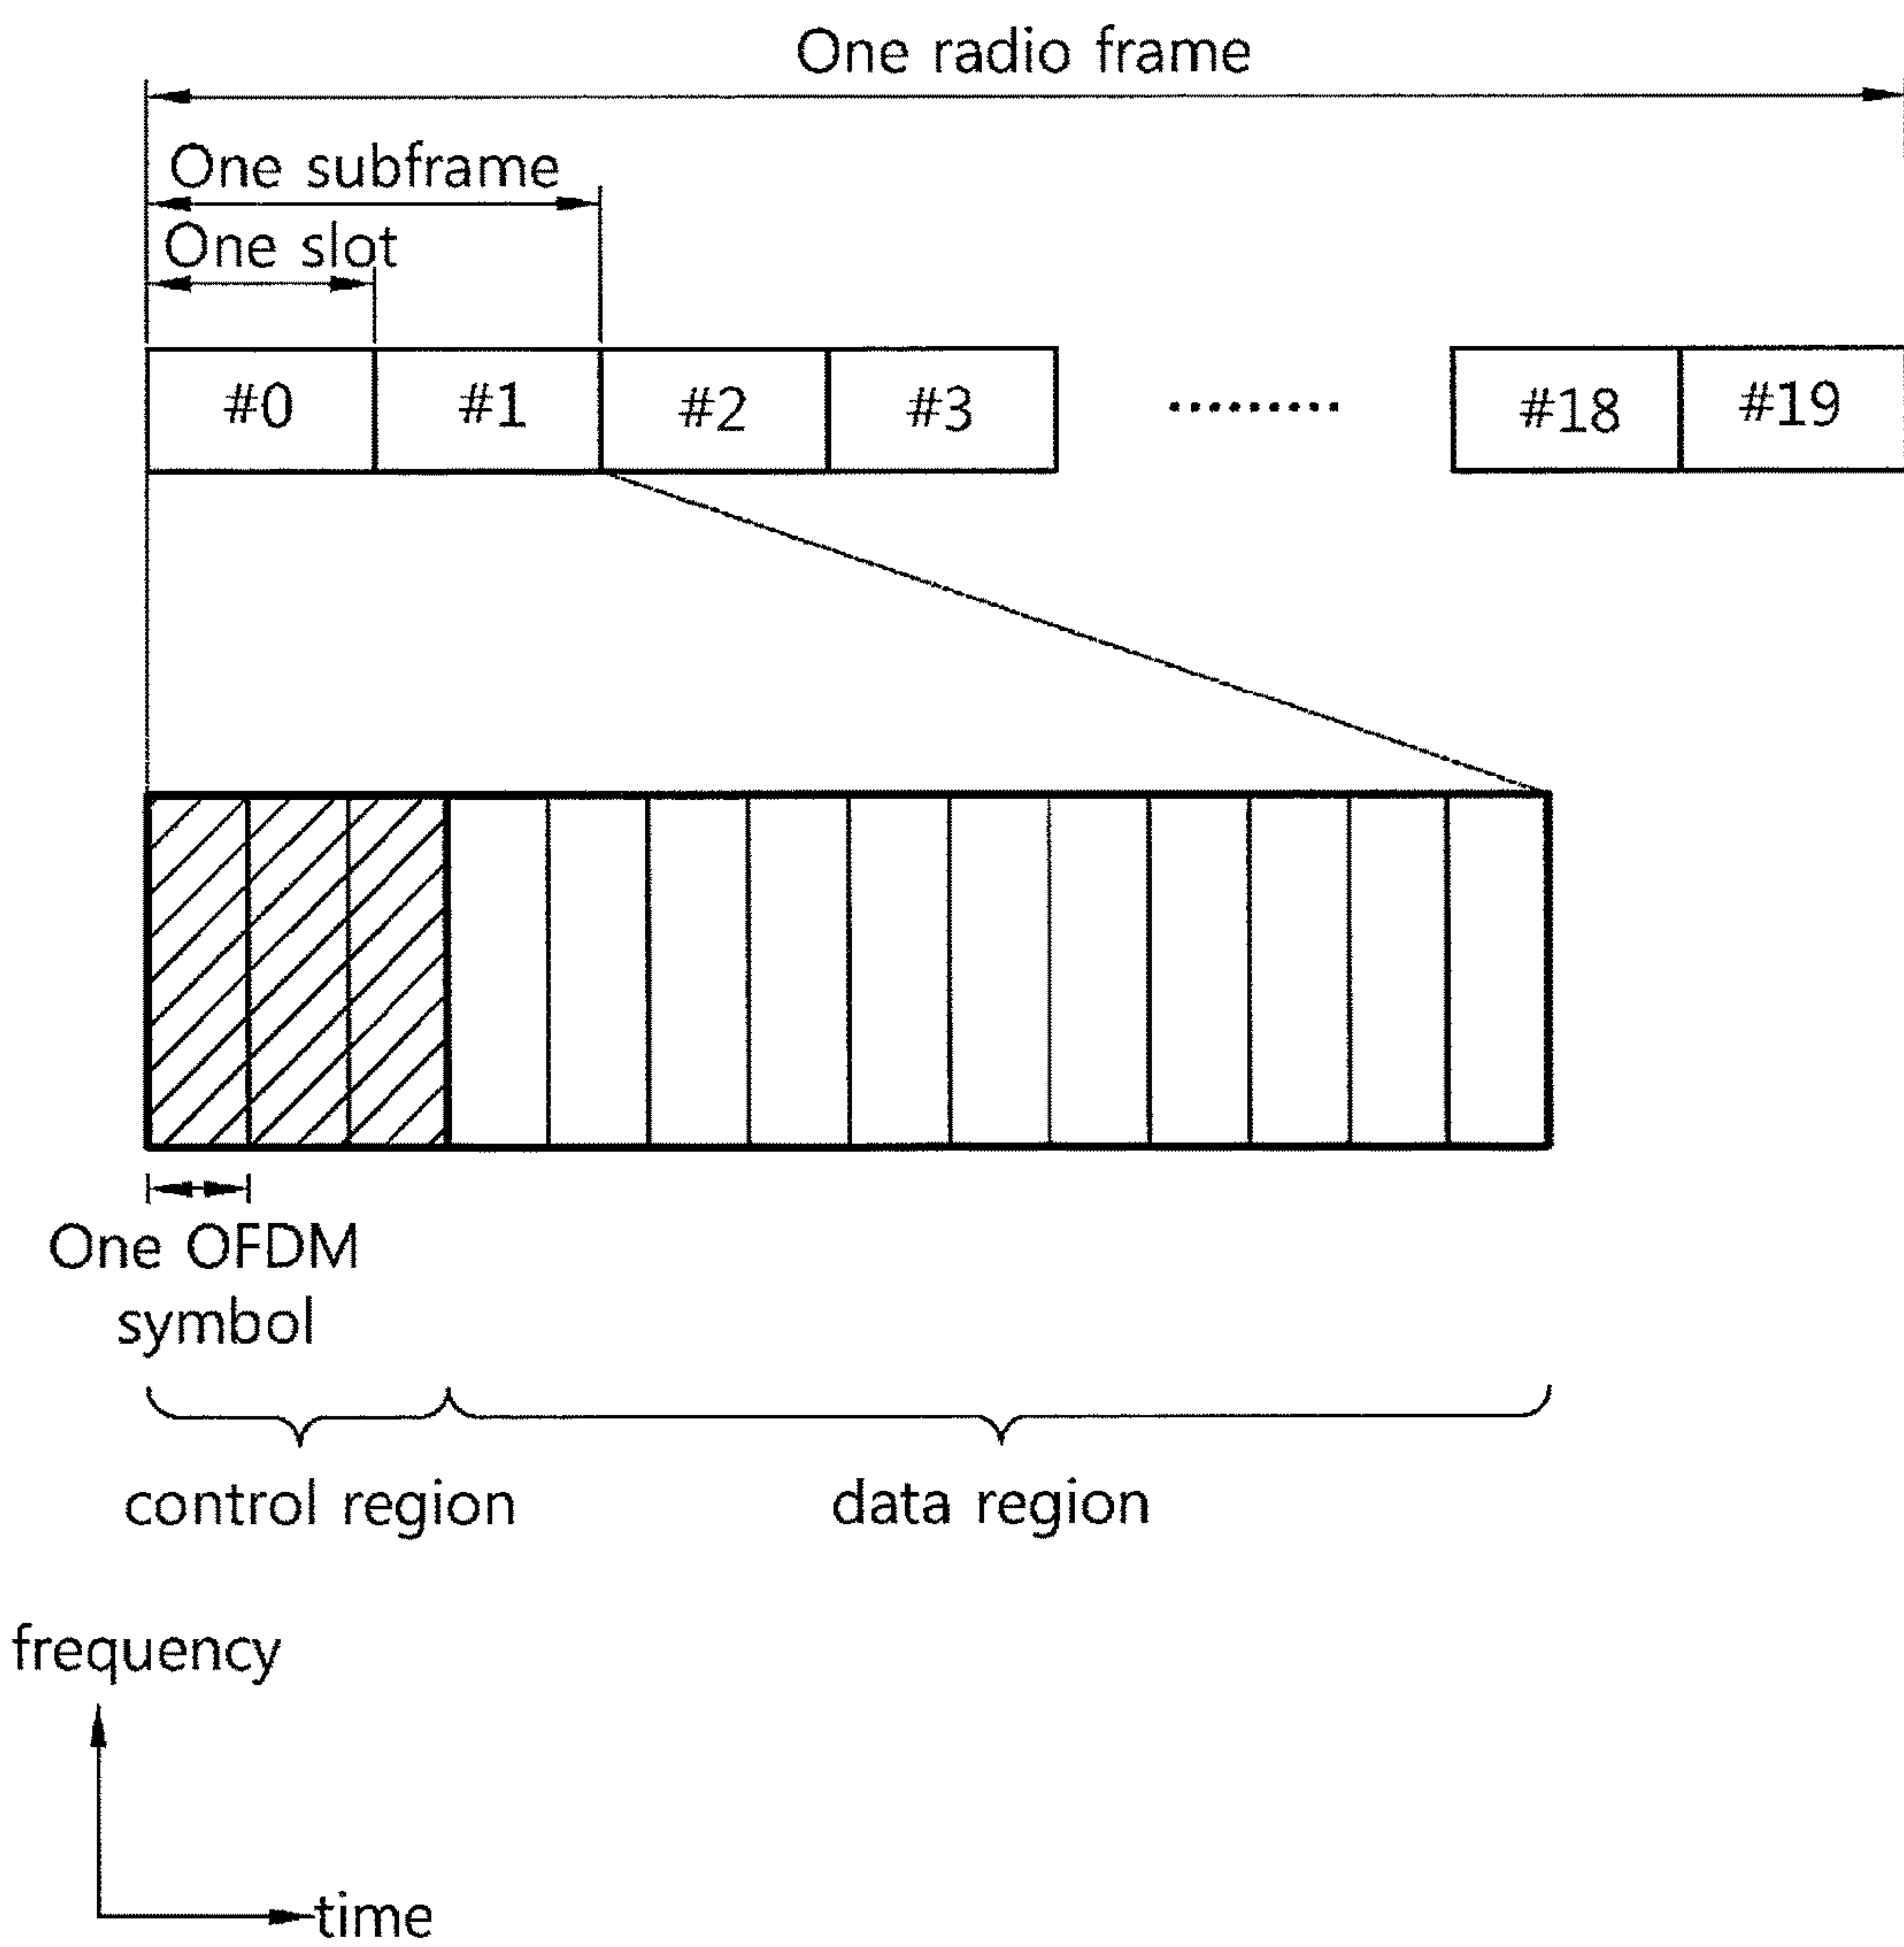 One radio frame
One subframe
One slot
#0 #1 #2 #3 ········· #18 #19
One OFDM
symbol
control region data region
frequency
time